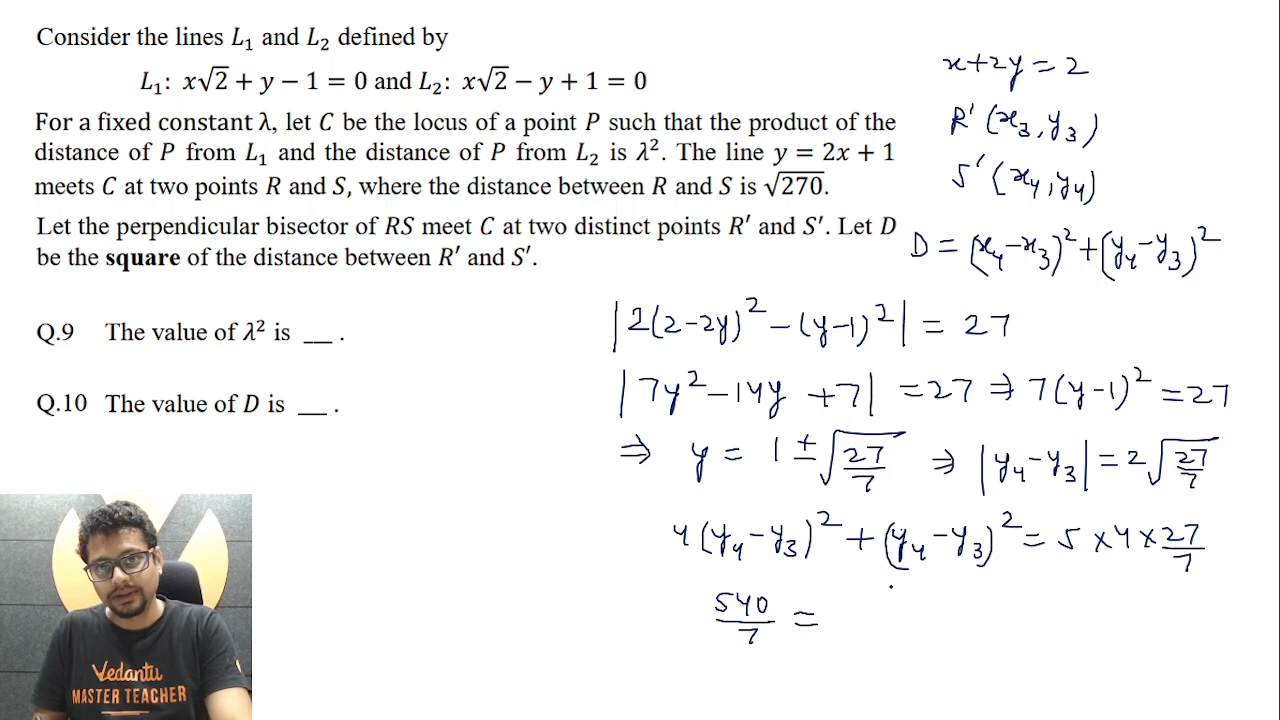 Consider the lines L₁ and L₂ defined by
L₁: x√2 + y − 1 = 0 and L₂: x√2 − y + 1 = 0
For a fixed constant λ, let C be the locus of a point P such that the product of the
distance of P from L₁ and the distance of P from L₂ is λ². The line y = 2x + 1
meets C at two points R and S, where the distance between R and S is √270.
Let the perpendicular bisector of RS meet C at two distinct points R′ and S′. Let D
be the square of the distance between R′ and S′.
Q.9 The value of λ² is __ .
Q.10 The value of D is __ .
x+2y = 2
R' (x₃, y₃)
S' (x₄, y₄)
D = (x₄−x₃)² + (y₄−y₃)²
|2(2−2y)² − (y−1)²| = 27
|7y² − 14y + 7| = 27 ⇒ 7(y−1)² = 27
⇒ y = 1 ± √(27/7) ⇒ |y₄−y₃| = 2√(27/7)
4(y₄−y₃)² + (y₄−y₃)² = 5 × 4 × 27/7
540/7 =
Vedantu
MASTER TEACHER